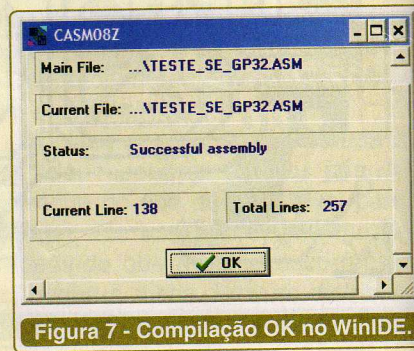 CASM08Z
Main File: ...\TESTE_SE_GP32.ASM
Current File: ...\TESTE_SE_GP32.ASM
Status: Successful assembly
Current Line: 138 Total Lines: 257
OK
Figura 7 - Compilação OK no WinIDE.